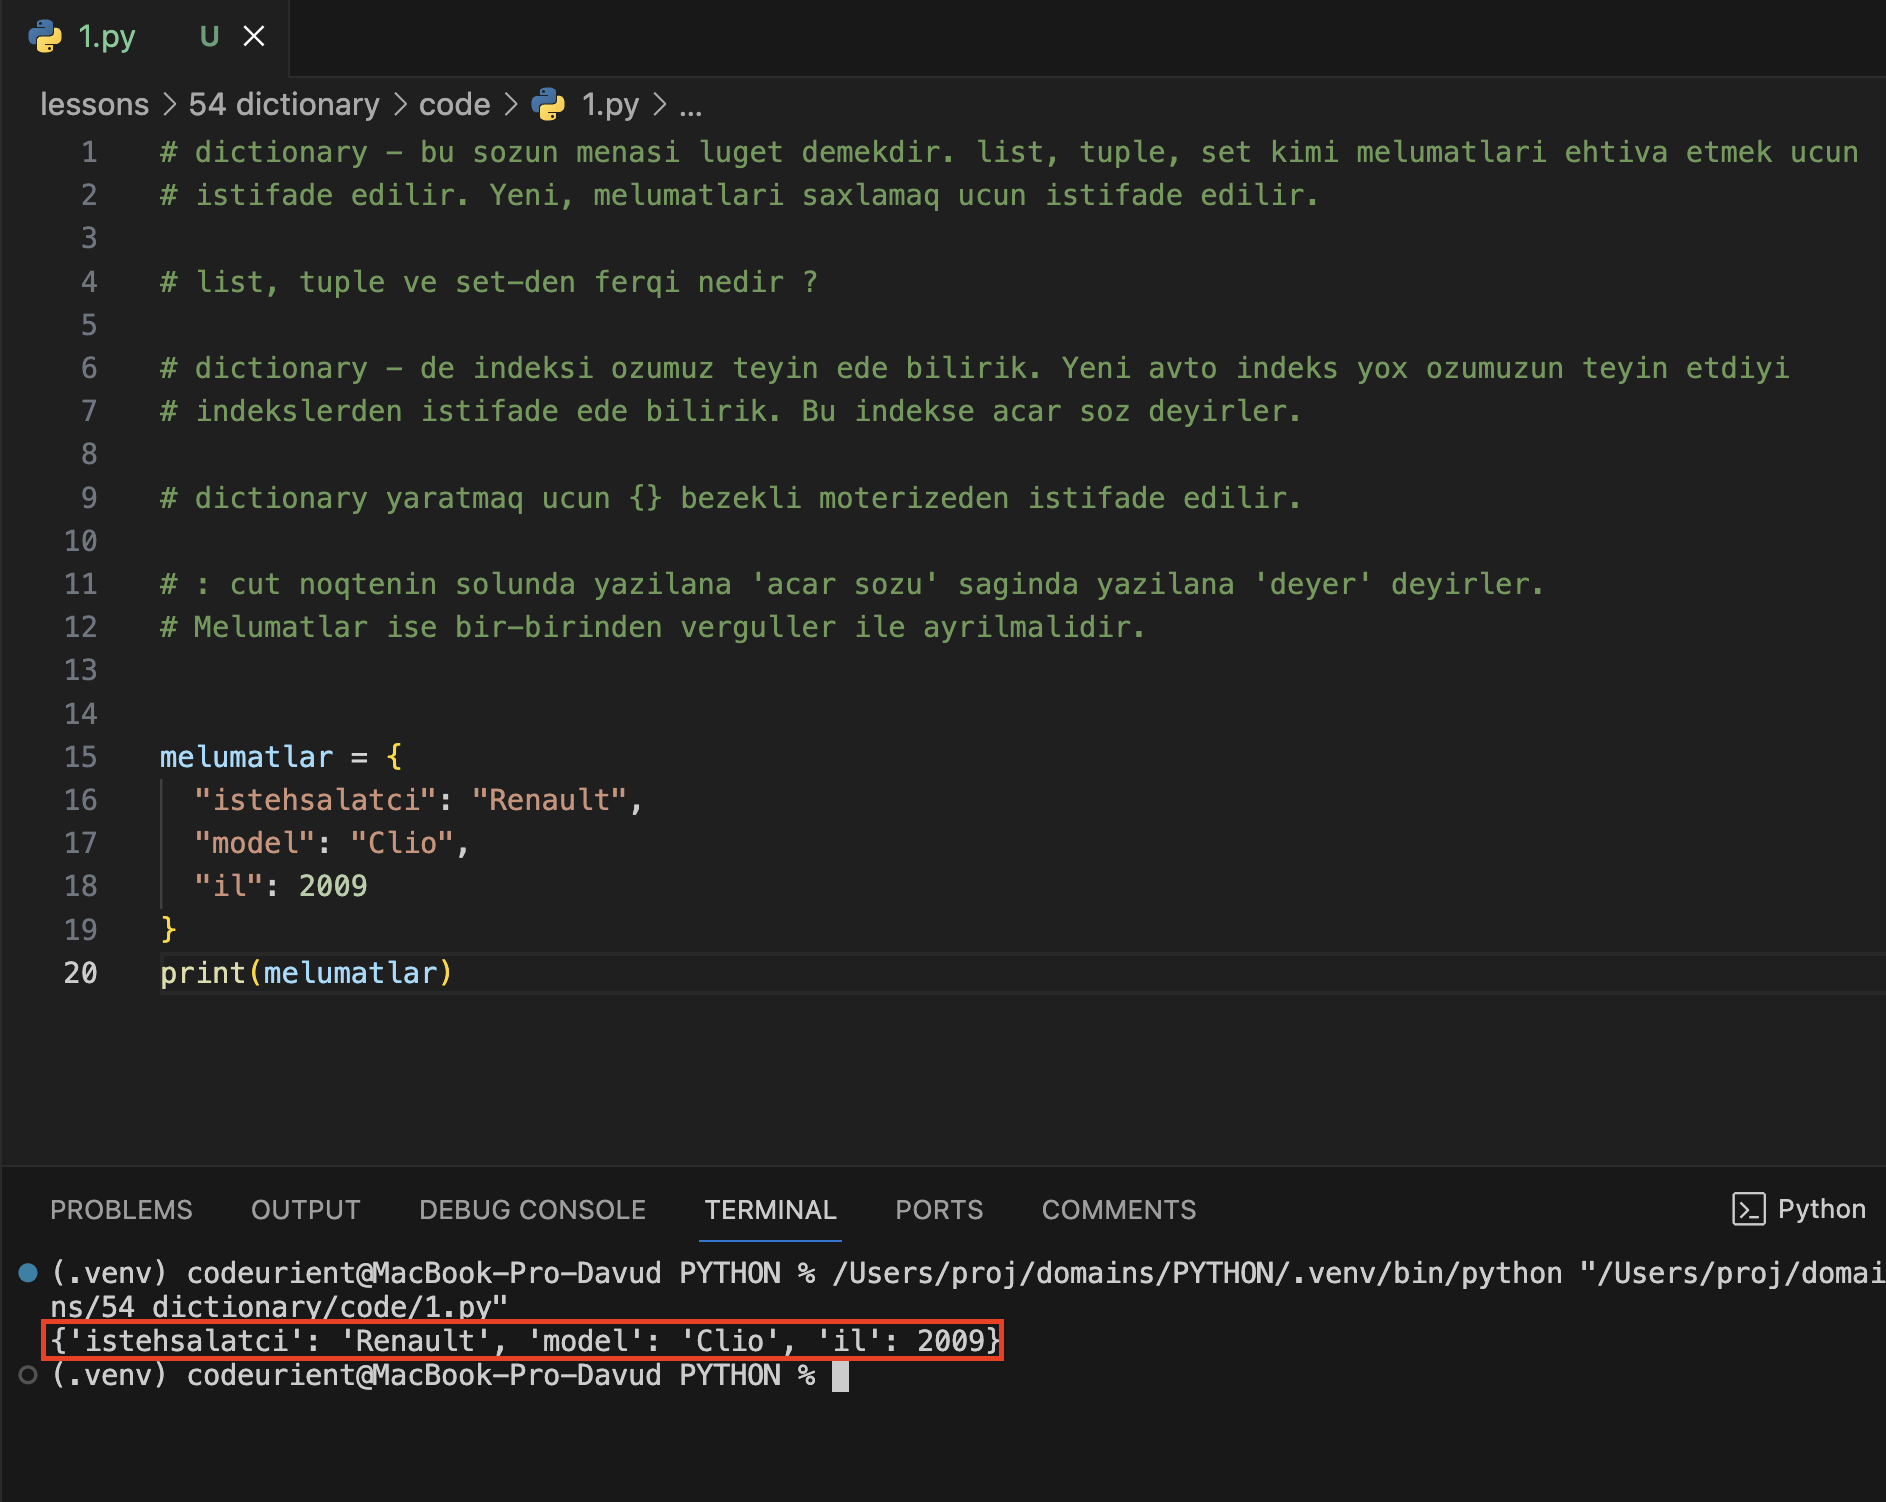 1.py U
lessons > 54 dictionary > code > 1.py > ...
1 # dictionary - bu sozun menasi luget demekdir. list, tuple, set kimi melumatlari ehtiva etmek ucun
2 # istifade edilir. Yeni, melumatlari saxlamaq ucun istifade edilir.
3
4 # list, tuple ve set-den ferqi nedir ?
5
6 # dictionary - de indeksi ozumuz teyin ede bilirik. Yeni avto indeks yox ozumuzun teyin etdiyi
7 # indekslerden istifade ede bilirik. Bu indekse acar soz deyirler.
8
9 # dictionary yaratmaq ucun {} bezekli moterizeden istifade edilir.
10
11 # : cut noqtenin solunda yazilana 'acar sozu' saginda yazilana 'deyer' deyirler.
12 # Melumatlar ise bir-birinden verguller ile ayrilmalidir.
13
14
15 melumatlar = {
16 "istehsalatci": "Renault",
17 "model": "Clio",
18 "il": 2009
19 }
20 print(melumatlar)
PROBLEMS OUTPUT DEBUG CONSOLE TERMINAL PORTS COMMENTS Python
(.venv) codeurient@MacBook-Pro-Davud PYTHON % /Users/proj/domains/PYTHON/.venv/bin/python "/Users/proj/domai
ns/54 dictionary/code/1.py"
{'istehsalatci': 'Renault', 'model': 'Clio', 'il': 2009}
(.venv) codeurient@MacBook-Pro-Davud PYTHON %